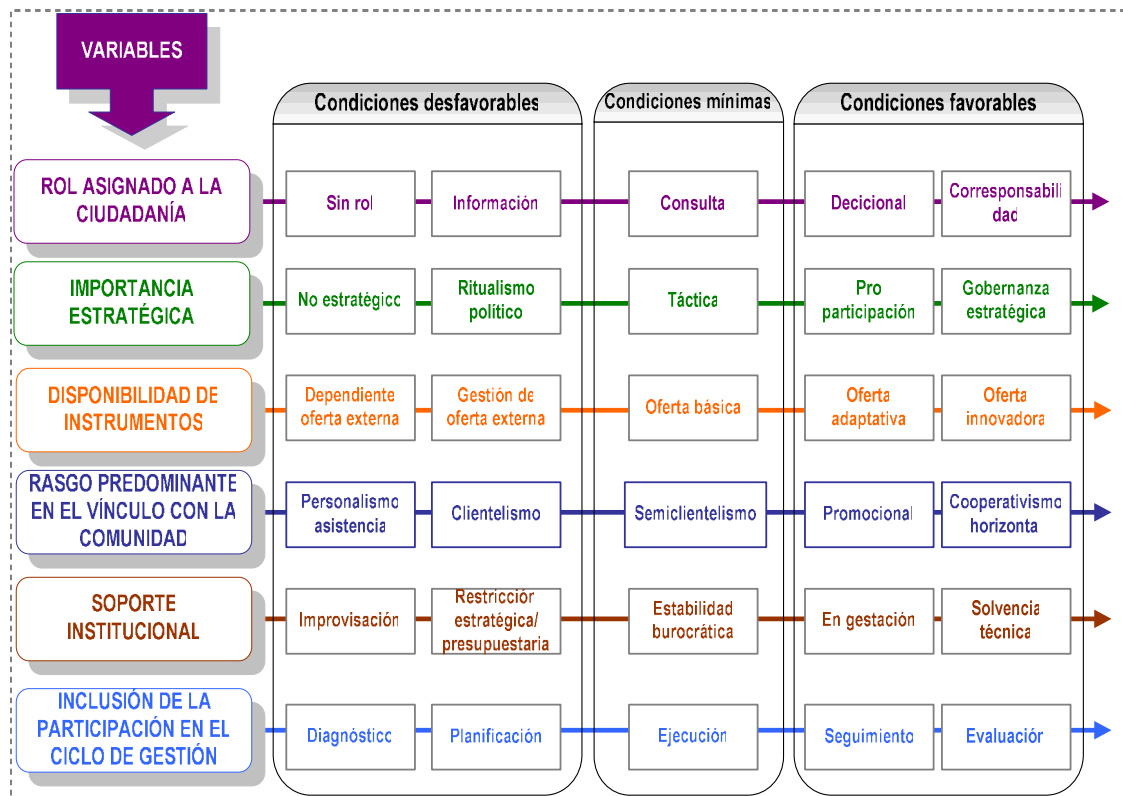 VARIABLES
Condiciones desfavorables
Condiciones mínimas
Condiciones favorables
ROL ASIGNADO A LA
CIUDADANÍA
Sin rol
Información
Consulta
Decicional
Corresponsabili
dad
IMPORTANCIA
ESTRATÉGICA
No estratégico
Ritualismo
político
Táctica
Pro
participación
Gobernanza
estratégica
DISPONIBILIDAD DE
INSTRUMENTOS
Dependiente
oferta externa
Gestión de
oferta externa
Oferta básica
Oferta
adaptativa
Oferta
innovadora
RASGO PREDOMINANTE
EN EL VÍNCULO CON LA
COMUNIDAD
Personalismo
asistencia
Clientelismo
Semiclientelismo
Promocional
Cooperativismo
horizonta
SOPORTE
INSTITUCIONAL
Improvisación
Restricción
estratégica/
presupuestaria
Estabilidad
burocrática
En gestación
Solvencia
técnica
INCLUSIÓN DE LA
PARTICIPACIÓN EN EL
CICLO DE GESTIÓN
Diagnóstico
Planificación
Ejecución
Seguimiento
Evaluación